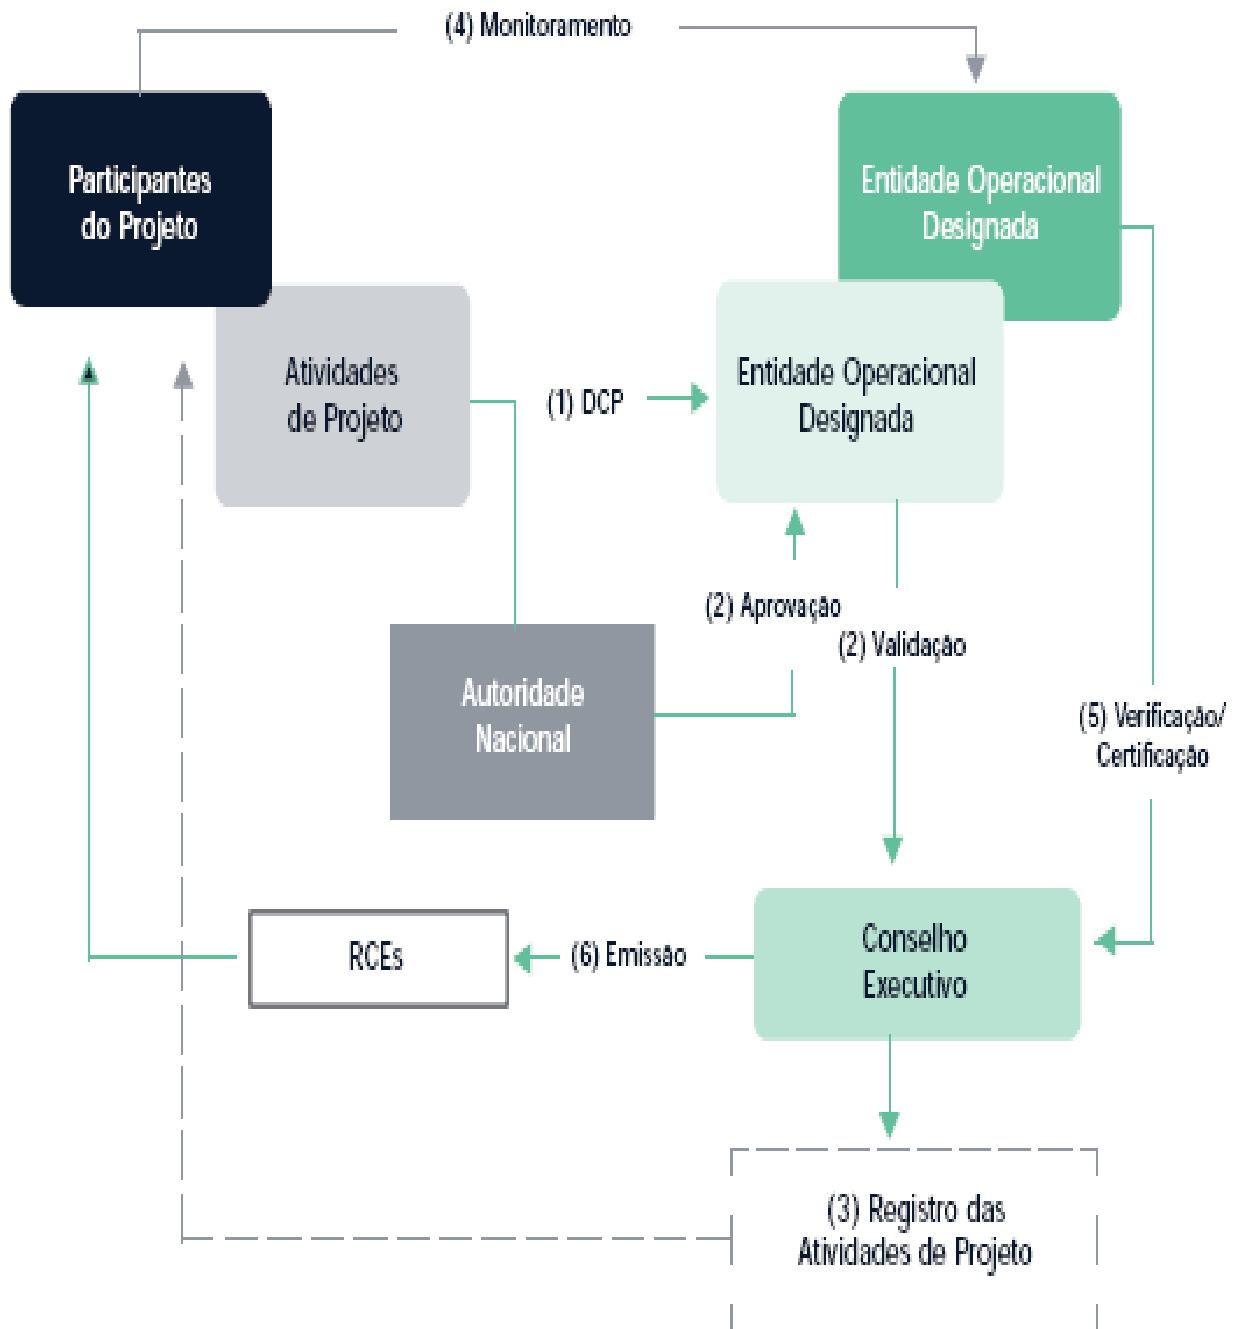 (4) Monitoramento
Participantes
do Projeto
Entidade Operacional
Designada
Atividades
de Projeto
(1) DCP
Entidade Operacional
Designada
(2) Aprovação
(2) Validação
Autoridade
Nacional
(5) Verificação/
Certificação
RCEs
(6) Emissão
Conselho
Executivo
(3) Registro das
Atividades de Projeto